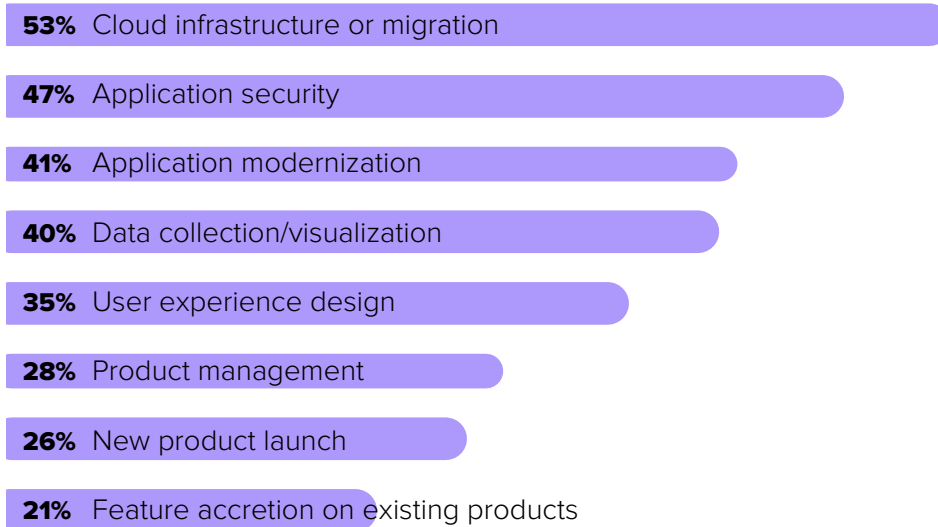 53% Cloud infrastructure or migration
47% Application security
41% Application modernization
40% Data collection/visualization
35% User experience design
28% Product management
26% New product launch
21% Feature accretion on existing products